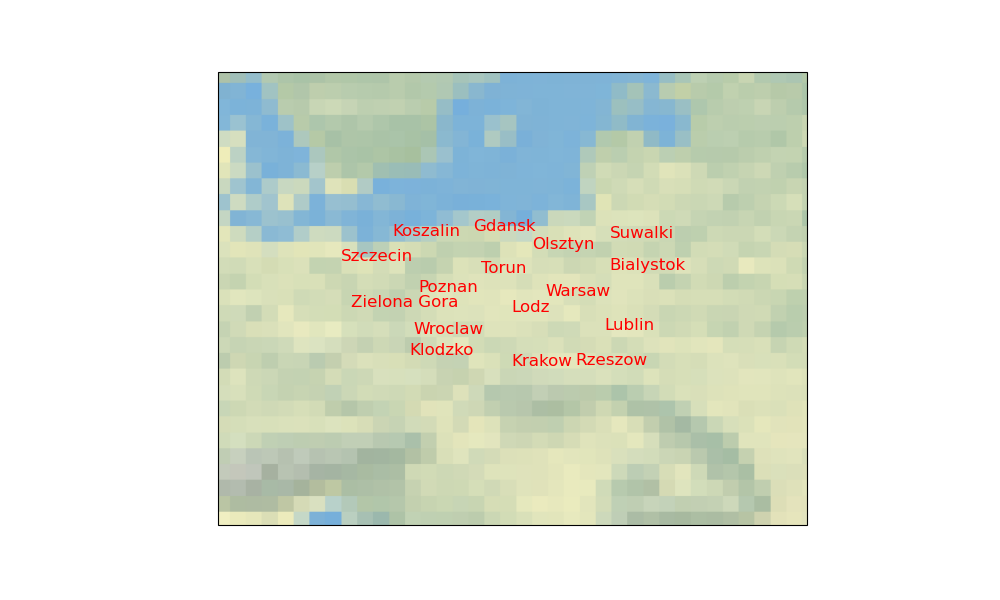 Gdansk
Koszalin
Suwalki
Olsztyn
Szczecin
Bialystok
Torun
Poznan
Warsaw
Zielona Gora
Lodz
Lublin
Wroclaw
Klodzko
Krakow
Rzeszow